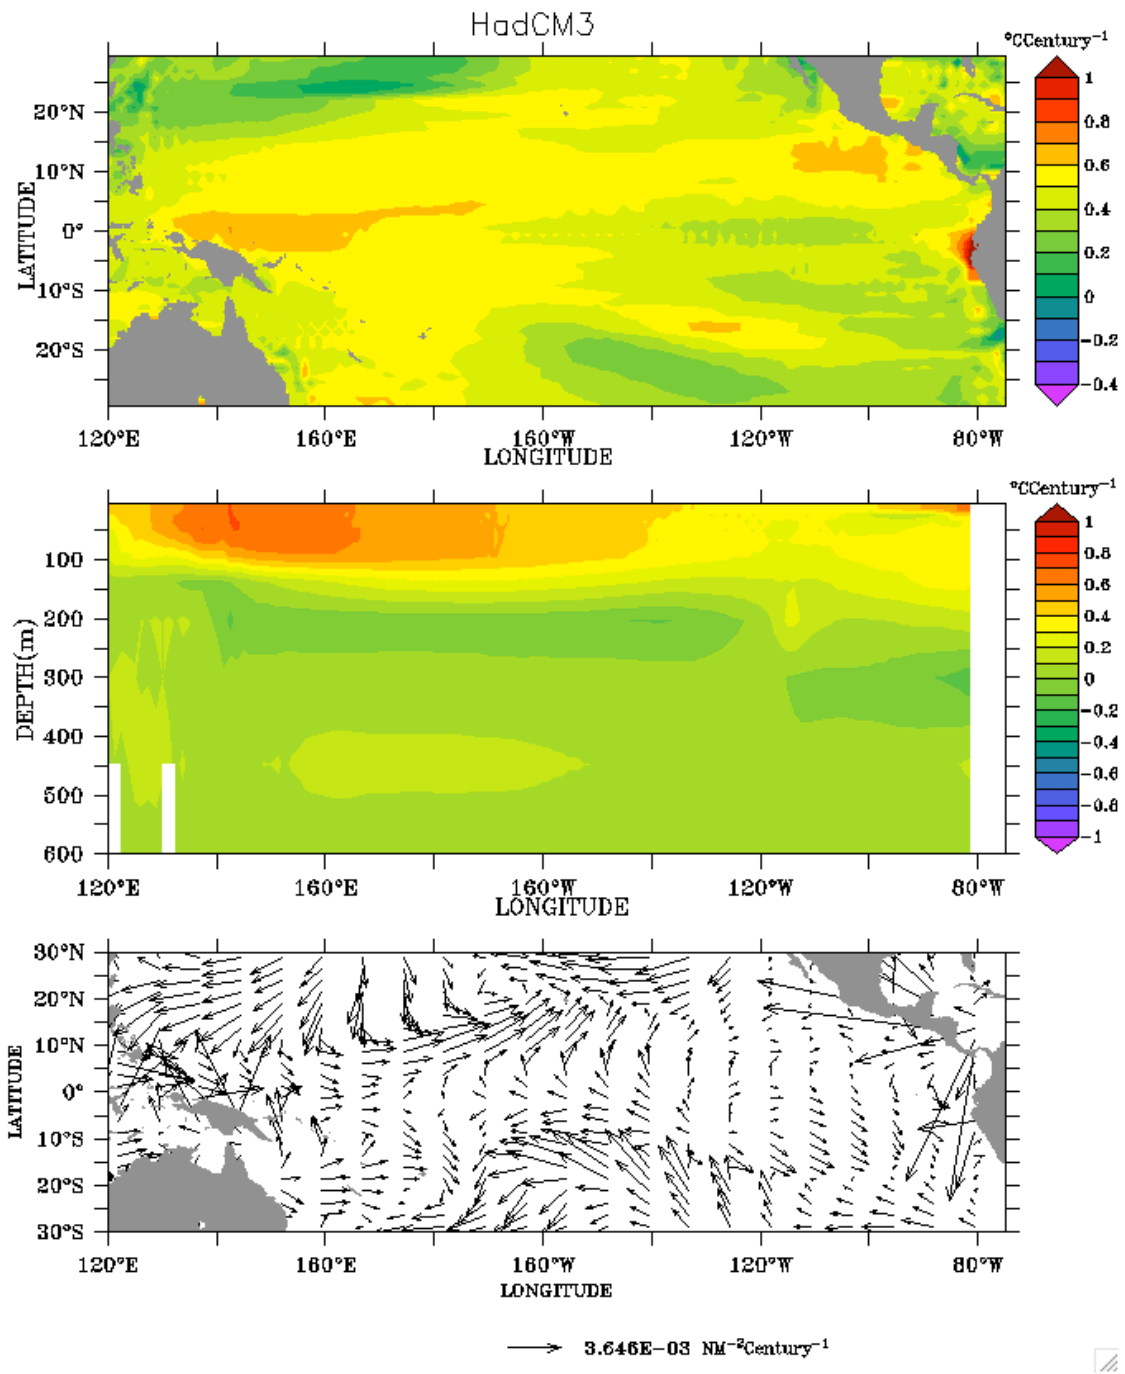 HadCM3
°CCentury⁻¹
1
0.8
0.6
0.4
0.2
0
-0.2
-0.4
20°N
10°N
0°
10°S
20°S
LATITUDE
120°E 160°E 160°W 120°W 80°W
LONGITUDE
°CCentury⁻¹
1
0.8
0.6
0.4
0.2
0
-0.2
-0.4
-0.6
-0.8
-1
100
200
300
400
500
600
DEPTH(m)
120°E 160°E 160°W 120°W 80°W
LONGITUDE
30°N
20°N
10°N
0°
10°S
20°S
30°S
LATITUDE
120°E 160°E 160°W 120°W 80°W
LONGITUDE
3.646E-03 NM⁻²Century⁻¹